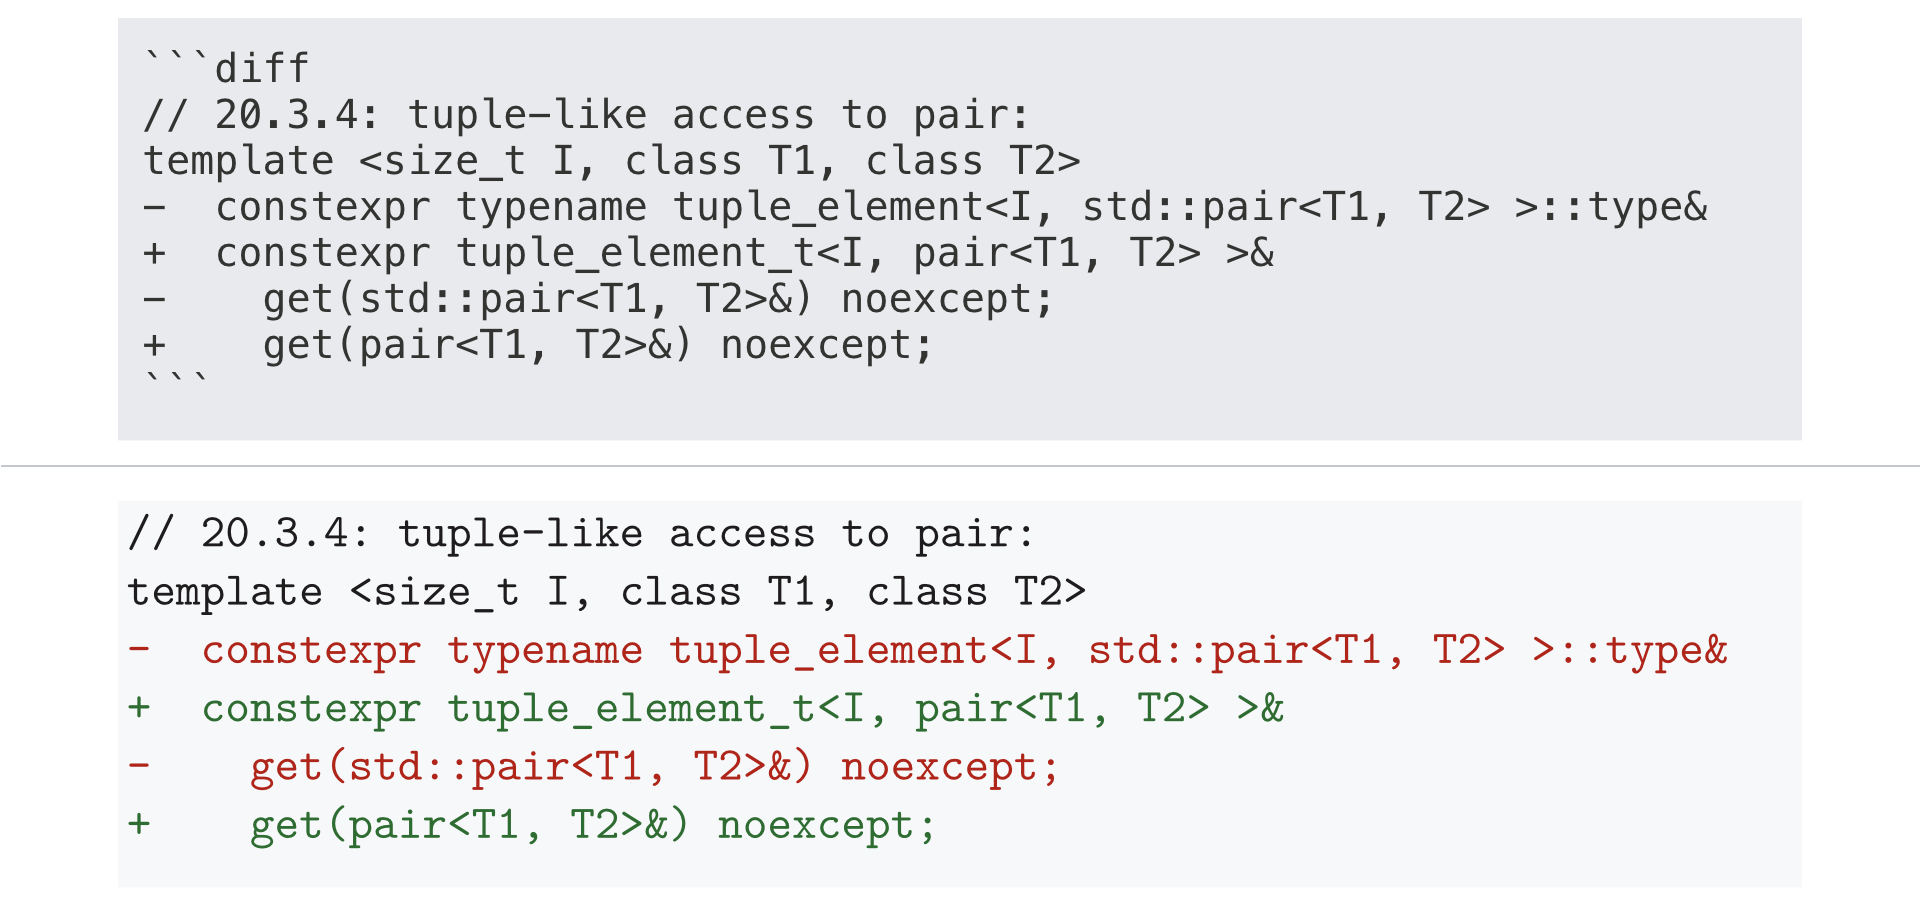 ```diff
// 20.3.4: tuple-like access to pair:
template <size_t I, class T1, class T2>
-  constexpr typename tuple_element<I, std::pair<T1, T2> >::type&
+  constexpr tuple_element_t<I, pair<T1, T2> >&
-    get(std::pair<T1, T2>&) noexcept;
+    get(pair<T1, T2>&) noexcept;
```
// 20.3.4: tuple-like access to pair:
template <size_t I, class T1, class T2>
-  constexpr typename tuple_element<I, std::pair<T1, T2> >::type&
+  constexpr tuple_element_t<I, pair<T1, T2> >&
-    get(std::pair<T1, T2>&) noexcept;
+    get(pair<T1, T2>&) noexcept;